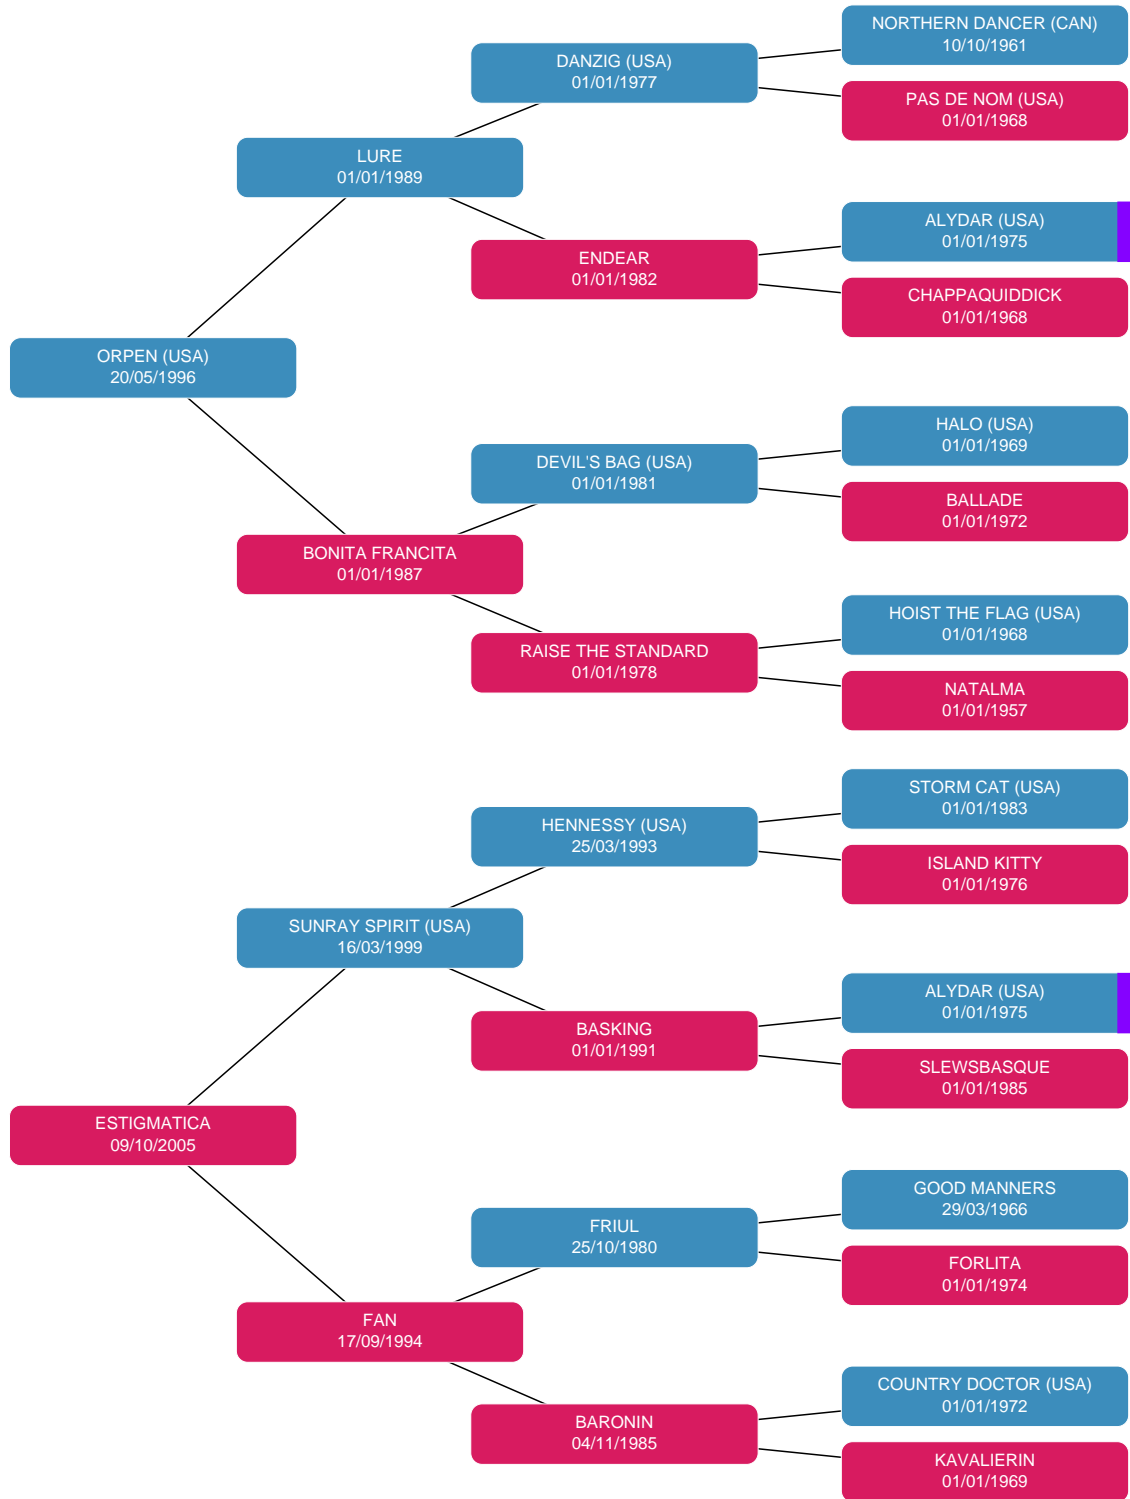 NORTHERN DANCER (CAN)
10/10/1961
DANZIG (USA)
01/01/1977
PAS DE NOM (USA)
01/01/1968
LURE
01/01/1989
ALYDAR (USA)
01/01/1975
ENDEAR
01/01/1982
CHAPPAQUIDDICK
01/01/1968
ORPEN (USA)
20/05/1996
HALO (USA)
01/01/1969
DEVIL'S BAG (USA)
01/01/1981
BALLADE
01/01/1972
BONITA FRANCITA
01/01/1987
HOIST THE FLAG (USA)
01/01/1968
RAISE THE STANDARD
01/01/1978
NATALMA
01/01/1957
STORM CAT (USA)
01/01/1983
HENNESSY (USA)
25/03/1993
ISLAND KITTY
01/01/1976
SUNRAY SPIRIT (USA)
16/03/1999
ALYDAR (USA)
01/01/1975
BASKING
01/01/1991
SLEWSBASQUE
01/01/1985
ESTIGMATICA
09/10/2005
GOOD MANNERS
29/03/1966
FRIUL
25/10/1980
FORLITA
01/01/1974
FAN
17/09/1994
COUNTRY DOCTOR (USA)
01/01/1972
BARONIN
04/11/1985
KAVALIERIN
01/01/1969